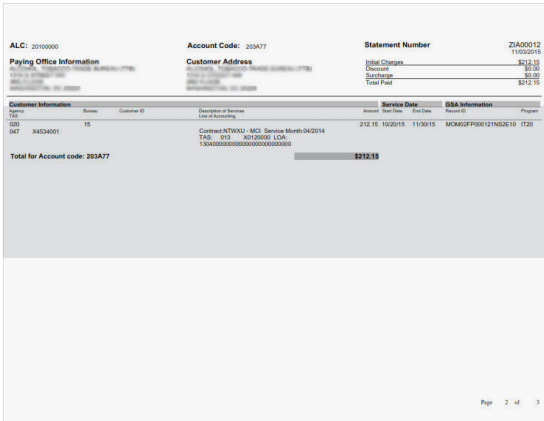 ALC: 20100000 Account Code: 203A77 Statement Number ZIA00012
11/03/2015
Paying Office Information Customer Address
Initial Charges $212.15
Discount $0.00
Surcharge $0.00
Total Paid $212.15
Customer Information Service Date GSA Information
Agency Bureau Customer ID Description of Services Amount Start Date End Date Record ID Program
TAS Line of Accounting
020 15 212.15 10/20/15 11/30/15 MOM02FP000121NS2E10 IT20
047 X4534001 Contract:NTWXU - MCI Service Month:04/2014
TAS: 013 X0120000 LOA:
Total for Account code: 203A77 $212.15
Page 2 of 3